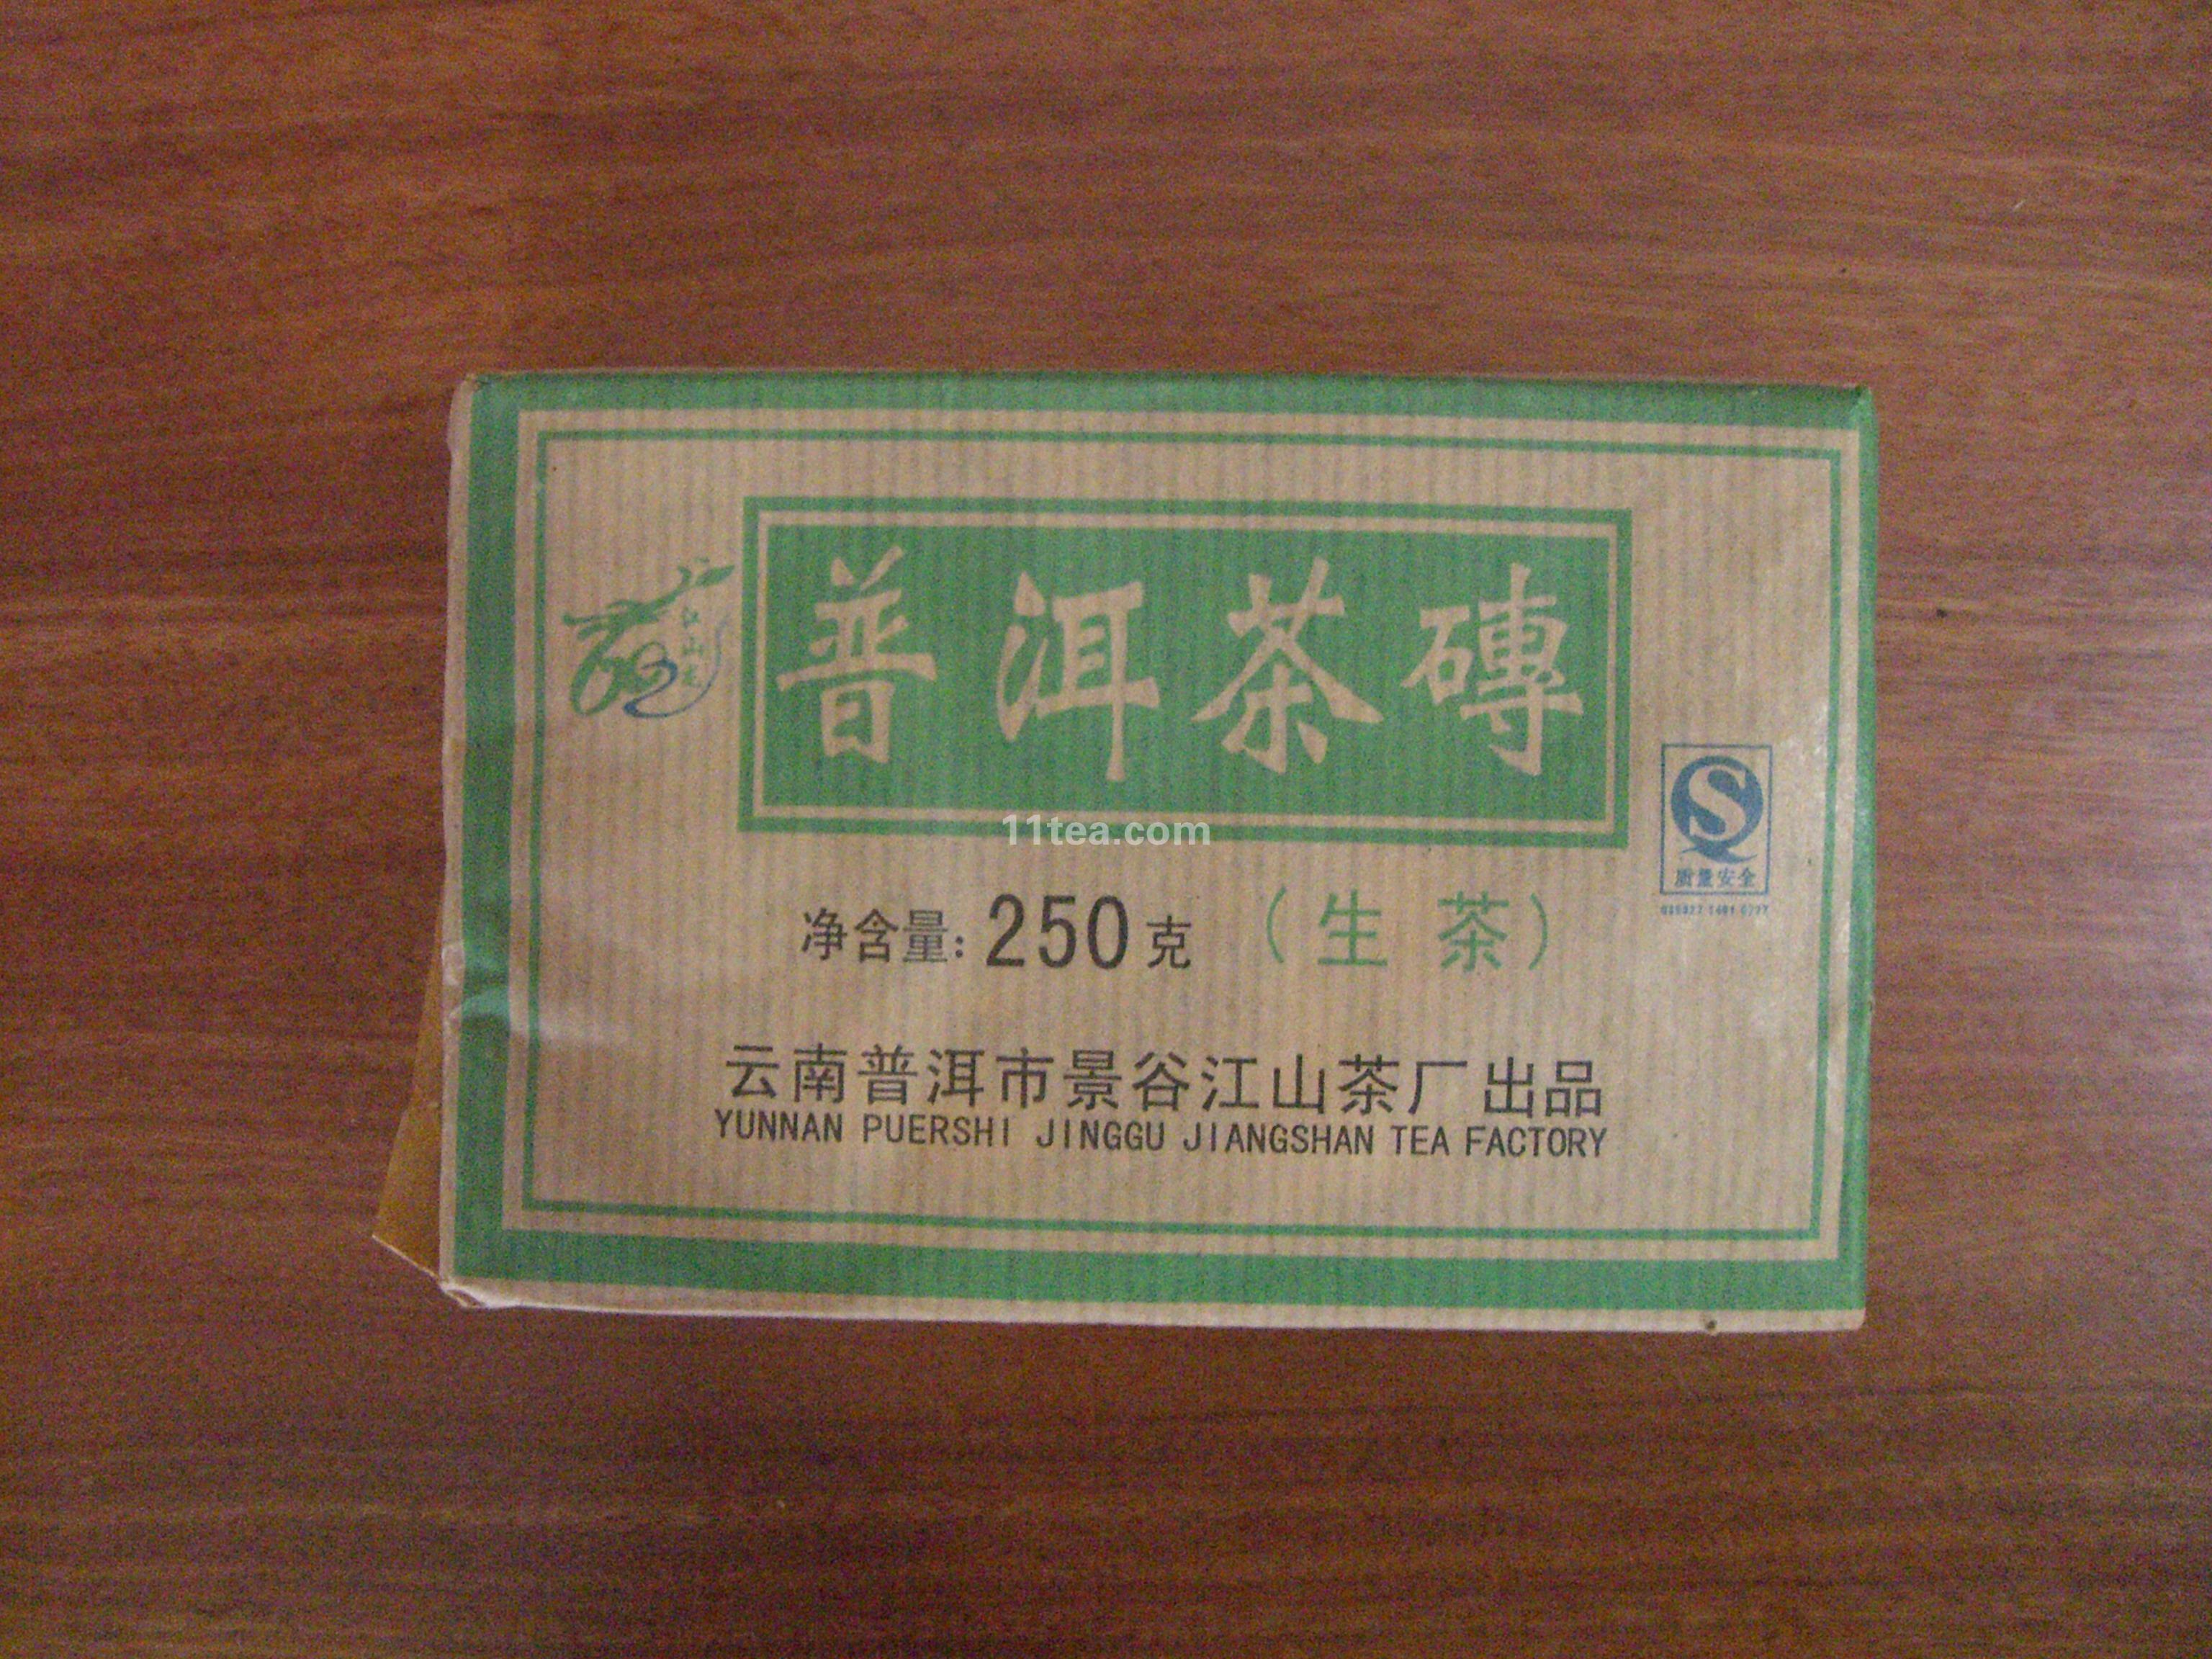 普洱茶磚
江山
11tea.com
净含量:250克 (生 茶)
质量安全
云南普洱市景谷江山茶厂出品
YUNNAN PUERSHI JINGGU JIANGSHAN TEA FACTORY